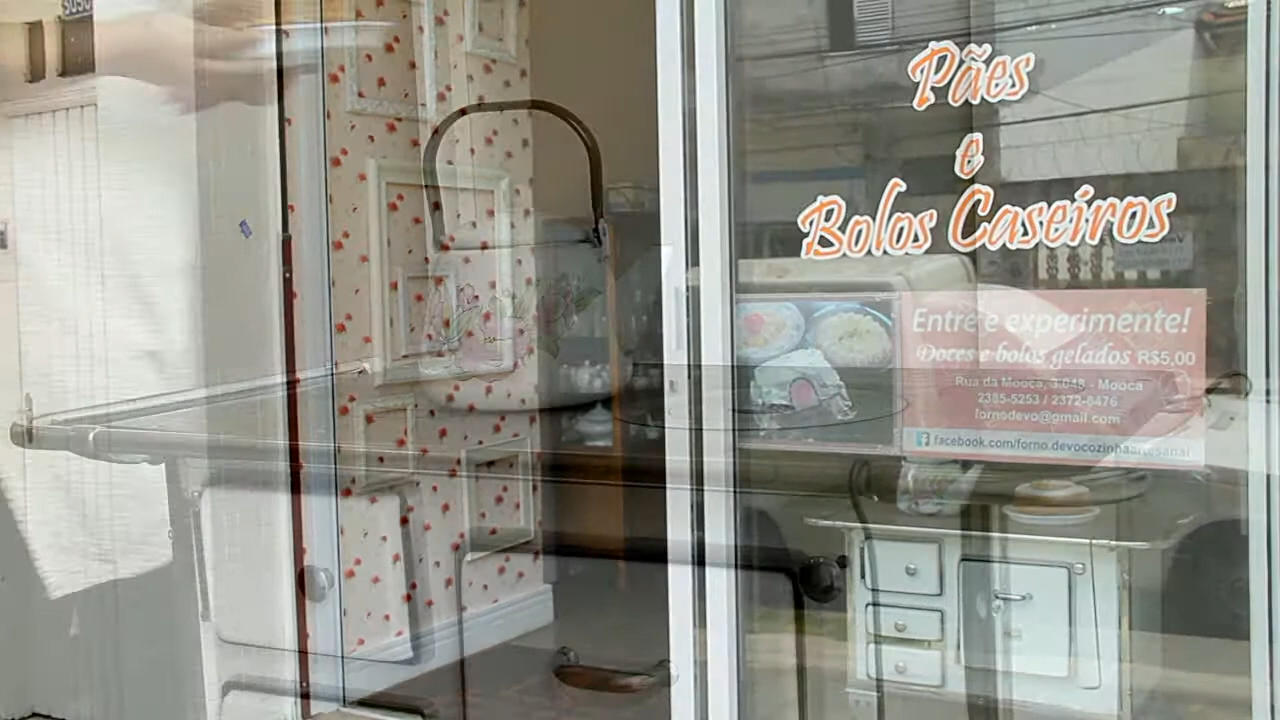 Pães
e
Bolos Caseiros
Entre e experimente!
Doces e bolos gelados R$5,00
Rua da Mooca, 3.048 - Mooca
2385-5253 / 2372-6476
fornodevo@gmail.com
facebook.com/forno.devocozinhaartesanal